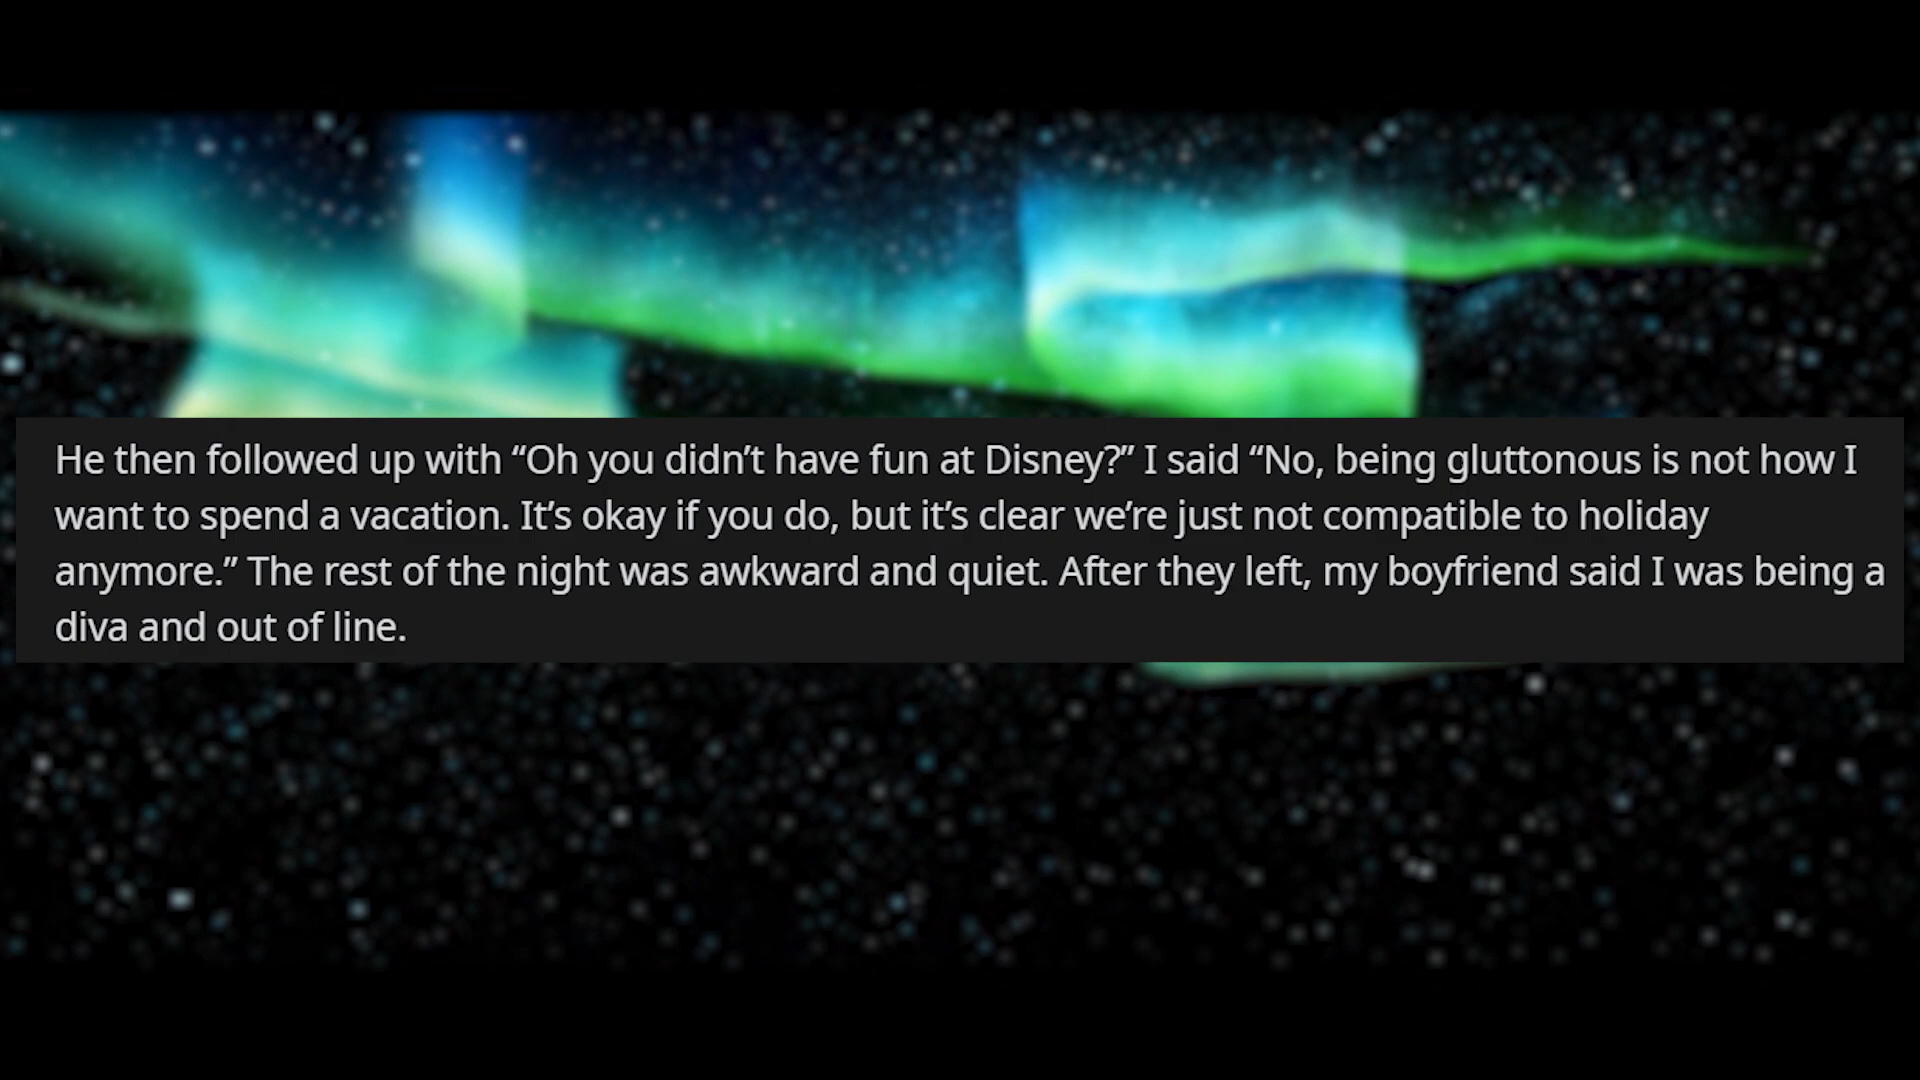 He then followed up with “Oh you didn’t have fun at Disney?” I said “No, being gluttonous is not how I
want to spend a vacation. It’s okay if you do, but it’s clear we’re just not compatible to holiday
anymore.” The rest of the night was awkward and quiet. After they left, my boyfriend said I was being a
diva and out of line.